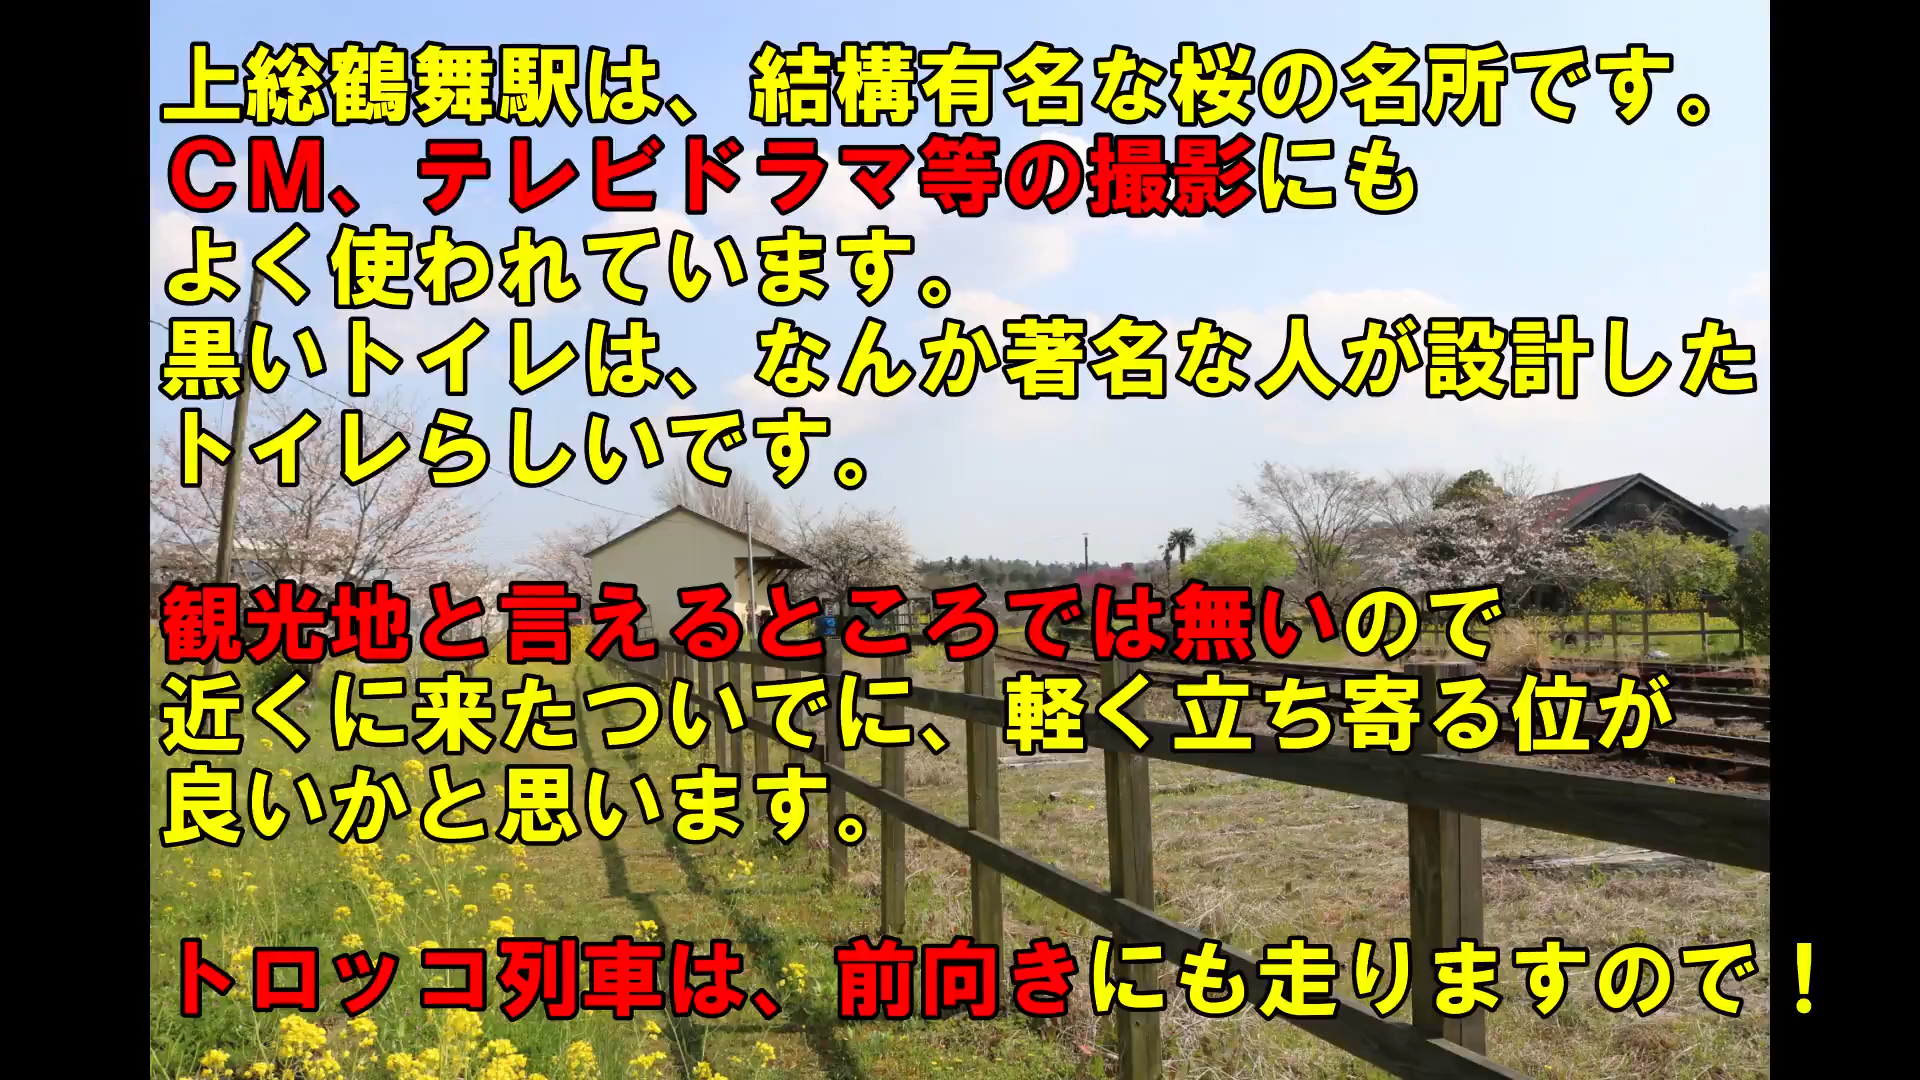 上総鶴舞駅は、結構有名な桜の名所です。
ＣＭ、テレビドラマ等の撮影にも
よく使われています。
黒いトイレは、なんか著名な人が設計した
トイレらしいです。
観光地と言えるところでは無いので
近くに来たついでに、軽く立ち寄る位が
良いかと思います。
トロッコ列車は、前向きにも走りますので！